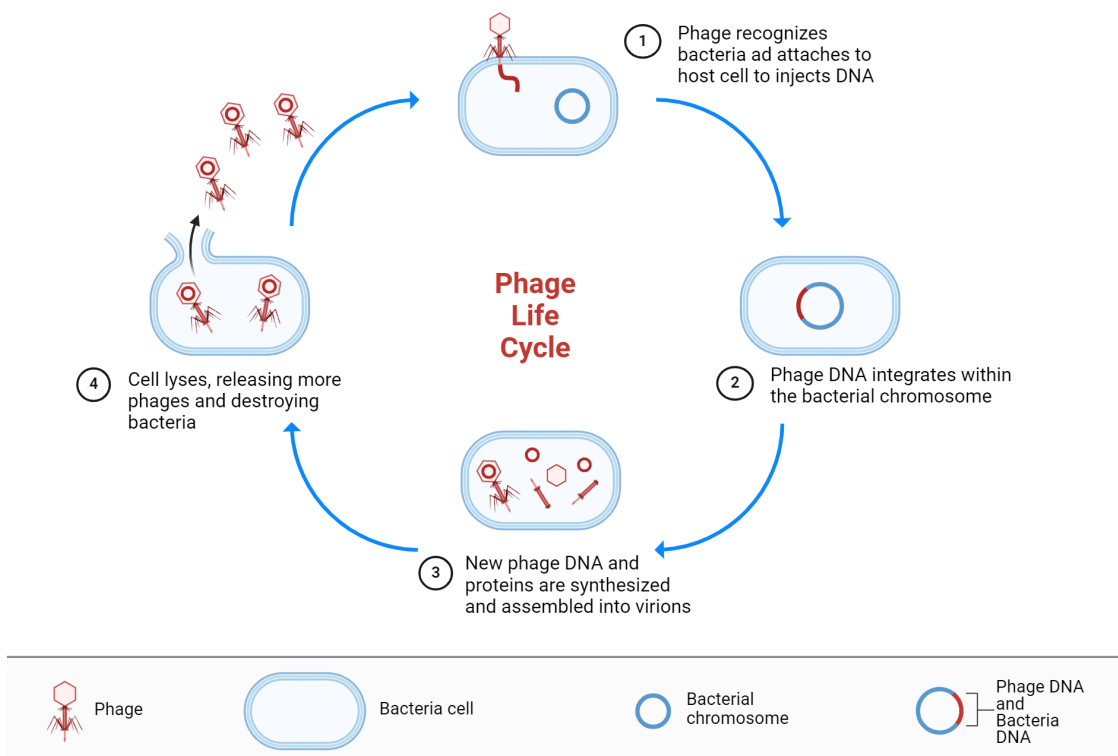 1
Phage recognizes
bacteria ad attaches to
host cell to injects DNA
Phage
Life
Cycle
2
Phage DNA integrates within
the bacterial chromosome
4
Cell lyses, releasing more
phages and destroying
bacteria
3
New phage DNA and
proteins are synthesized
and assembled into virions
Phage
Bacteria cell
Bacterial
chromosome
Phage DNA
and
Bacteria
DNA